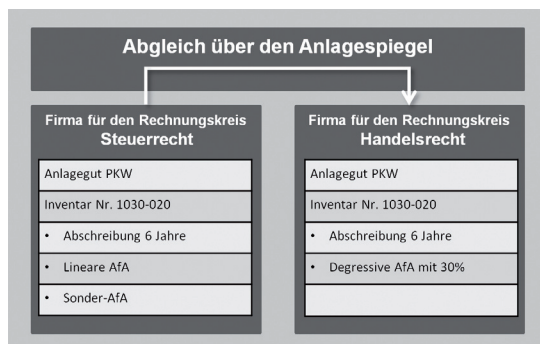 Abgleich über den Anlagespiegel
Firma für den Rechnungskreis
Steuerrecht
Anlagegut PKW
Inventar Nr. 1030-020
• Abschreibung 6 Jahre
• Lineare AfA
• Sonder-AfA
Firma für den Rechnungskreis
Handelsrecht
Anlagegut PKW
Inventar Nr. 1030-020
• Abschreibung 6 Jahre
• Degressive AfA mit 30%